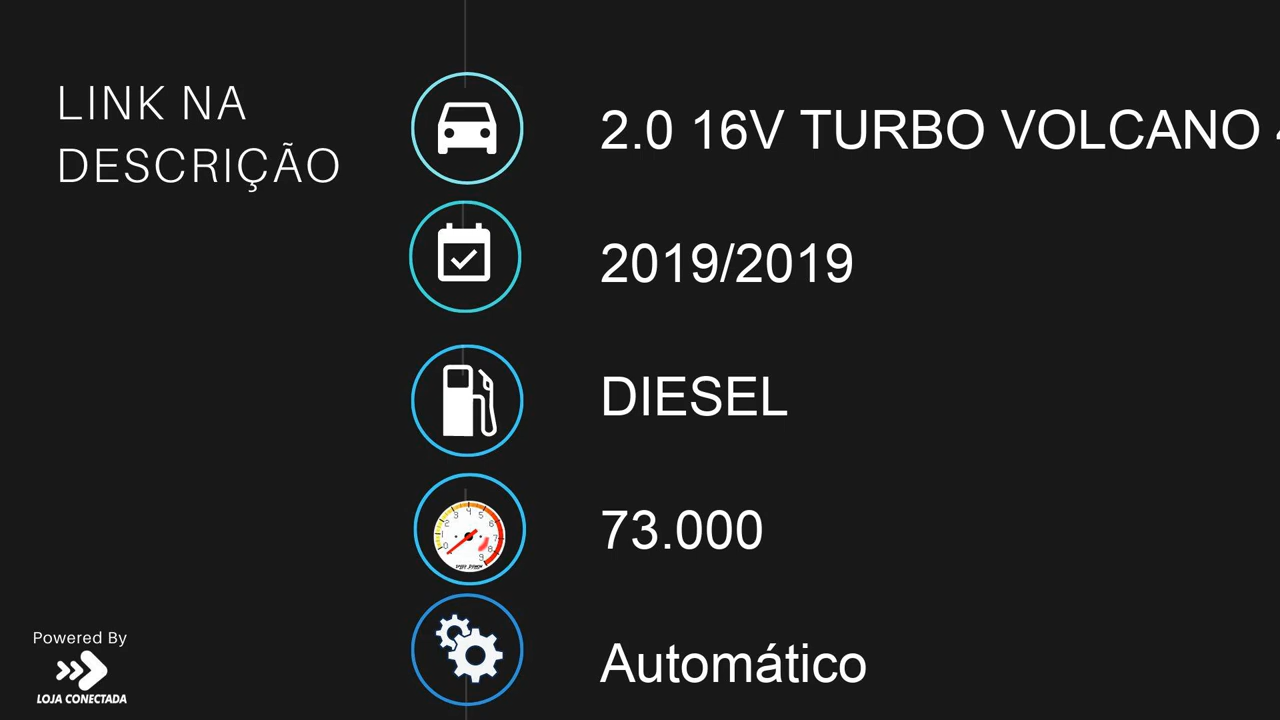 LINK NA
DESCRIÇÃO
2.0 16V TURBO VOLCANO
2019/2019
DIESEL
73.000
Automático
Powered By
LOJA CONECTADA